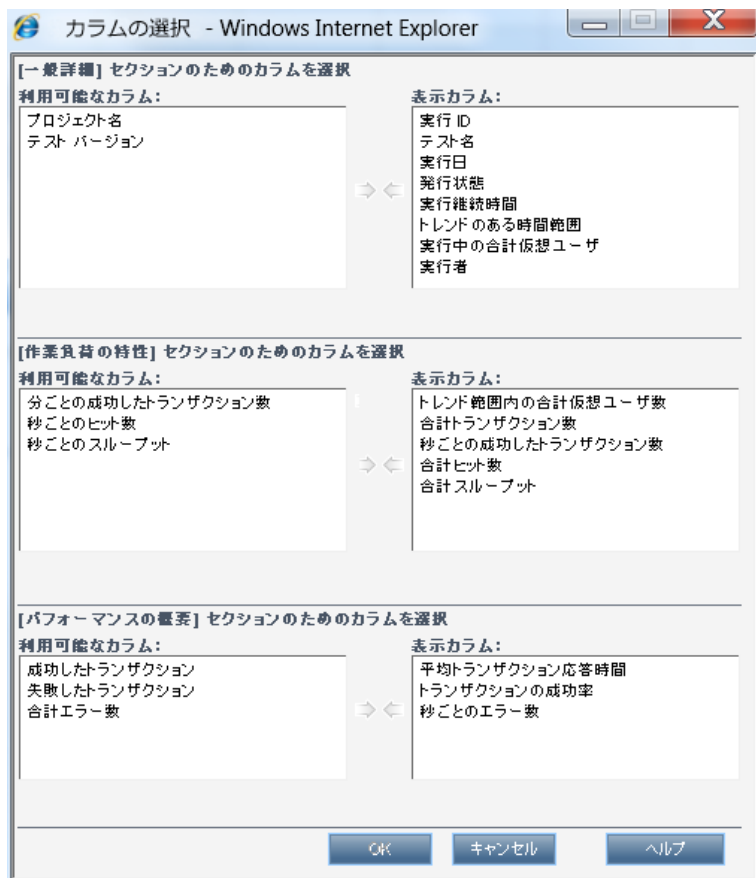 カラムの選択 - Windows Internet Explorer
[一般詳細] セクションのためのカラムを選択
利用可能なカラム:
プロジェクト名
テスト バージョン
表示カラム:
実行 ID
テスト名
実行日
発行状態
実行継続時間
トレンドのある時間範囲
実行中の合計仮想ユーザ
実行者
[作業負荷の特性] セクションのためのカラムを選択
利用可能なカラム:
分ごとの成功したトランザクション数
秒ごとのヒット数
秒ごとのスループット
表示カラム:
トレンド範囲内の合計仮想ユーザ数
合計トランザクション数
秒ごとの成功したトランザクション数
合計ヒット数
合計スループット
[パフォーマンスの概要] セクションのためのカラムを選択
利用可能なカラム:
成功したトランザクション
失敗したトランザクション
合計エラー数
表示カラム:
平均トランザクション応答時間
トランザクションの成功率
秒ごとのエラー数
OK
キャンセル
ヘルプ